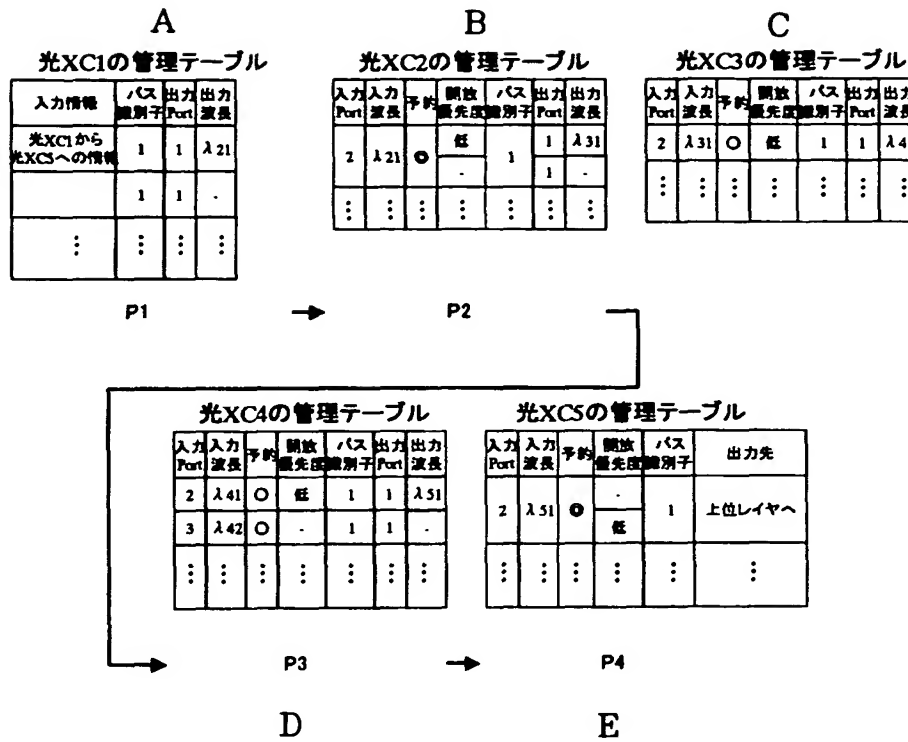 A
B
C
光XC1の管理テーブル
光XC2の管理テーブル
光XC3の管理テーブル
入力情報 パス識別子 出力Port 出力波長
光XC1から光XC5への情報 1 1 λ21
1 1 -
⋮ ⋮ ⋮ ⋮
入力Port 入力波長 予約 開放優先度 パス識別子 出力Port 出力波長
2 λ21 ◎ 低 1 1 λ31
- 1 -
⋮ ⋮ ⋮ ⋮ ⋮ ⋮ ⋮
入力Port 入力波長 予約 開放優先度 パス識別子 出力Port 出力波長
2 λ31 ○ 低 1 1 λ4
⋮ ⋮ ⋮ ⋮ ⋮ ⋮ ⋮
P1 → P2
光XC4の管理テーブル
光XC5の管理テーブル
入力Port 入力波長 予約 開放優先度 パス識別子 出力Port 出力波長
2 λ41 ○ 低 1 1 λ51
3 λ42 ○ - 1 1 -
⋮ ⋮ ⋮ ⋮ ⋮ ⋮ ⋮
入力Port 入力波長 予約 開放優先度 パス識別子 出力先
2 λ51 ◎ - 1 上位レイヤへ
低
⋮ ⋮ ⋮ ⋮ ⋮ ⋮
P3 → P4
D
E